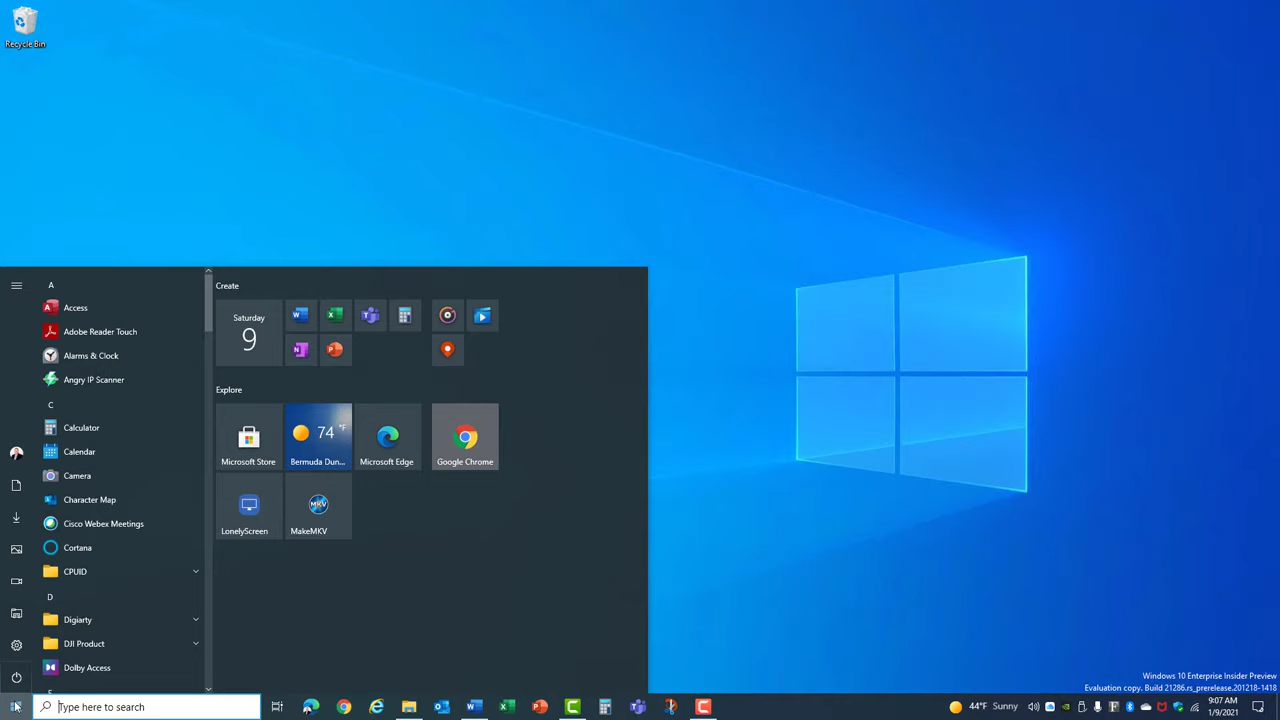 Recycle Bin
A
Access
Adobe Reader Touch
Alarms & Clock
Angry IP Scanner
C
Calculator
Calendar
Camera
Character Map
Cisco Webex Meetings
Cortana
CPUID
D
Digiarty
DJI Product
Dolby Access
Create
Saturday
9
Explore
Microsoft Store
74 °F
Bermuda Dun...
Microsoft Edge
Google Chrome
LonelyScreen
MKV
MakeMKV
Windows 10 Enterprise Insider Preview
Evaluation copy. Build 21286.rs_prerelease.201218-1418
Type here to search
44°F Sunny
9:07 AM
1/9/2021